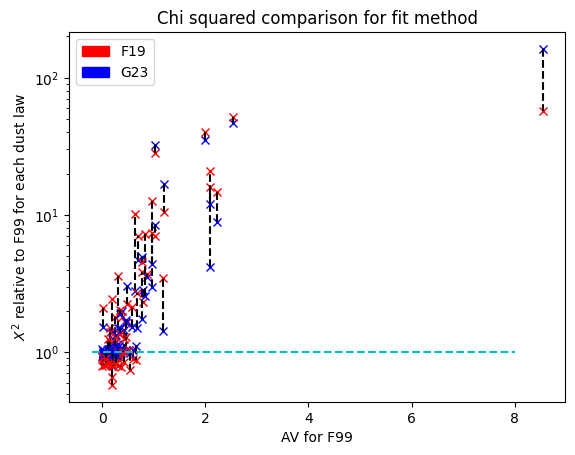 Chi squared comparison for fit method
F19
G23
X² relative to F99 for each dust law
10²
10¹
10⁰
0 2 4 6 8
AV for F99